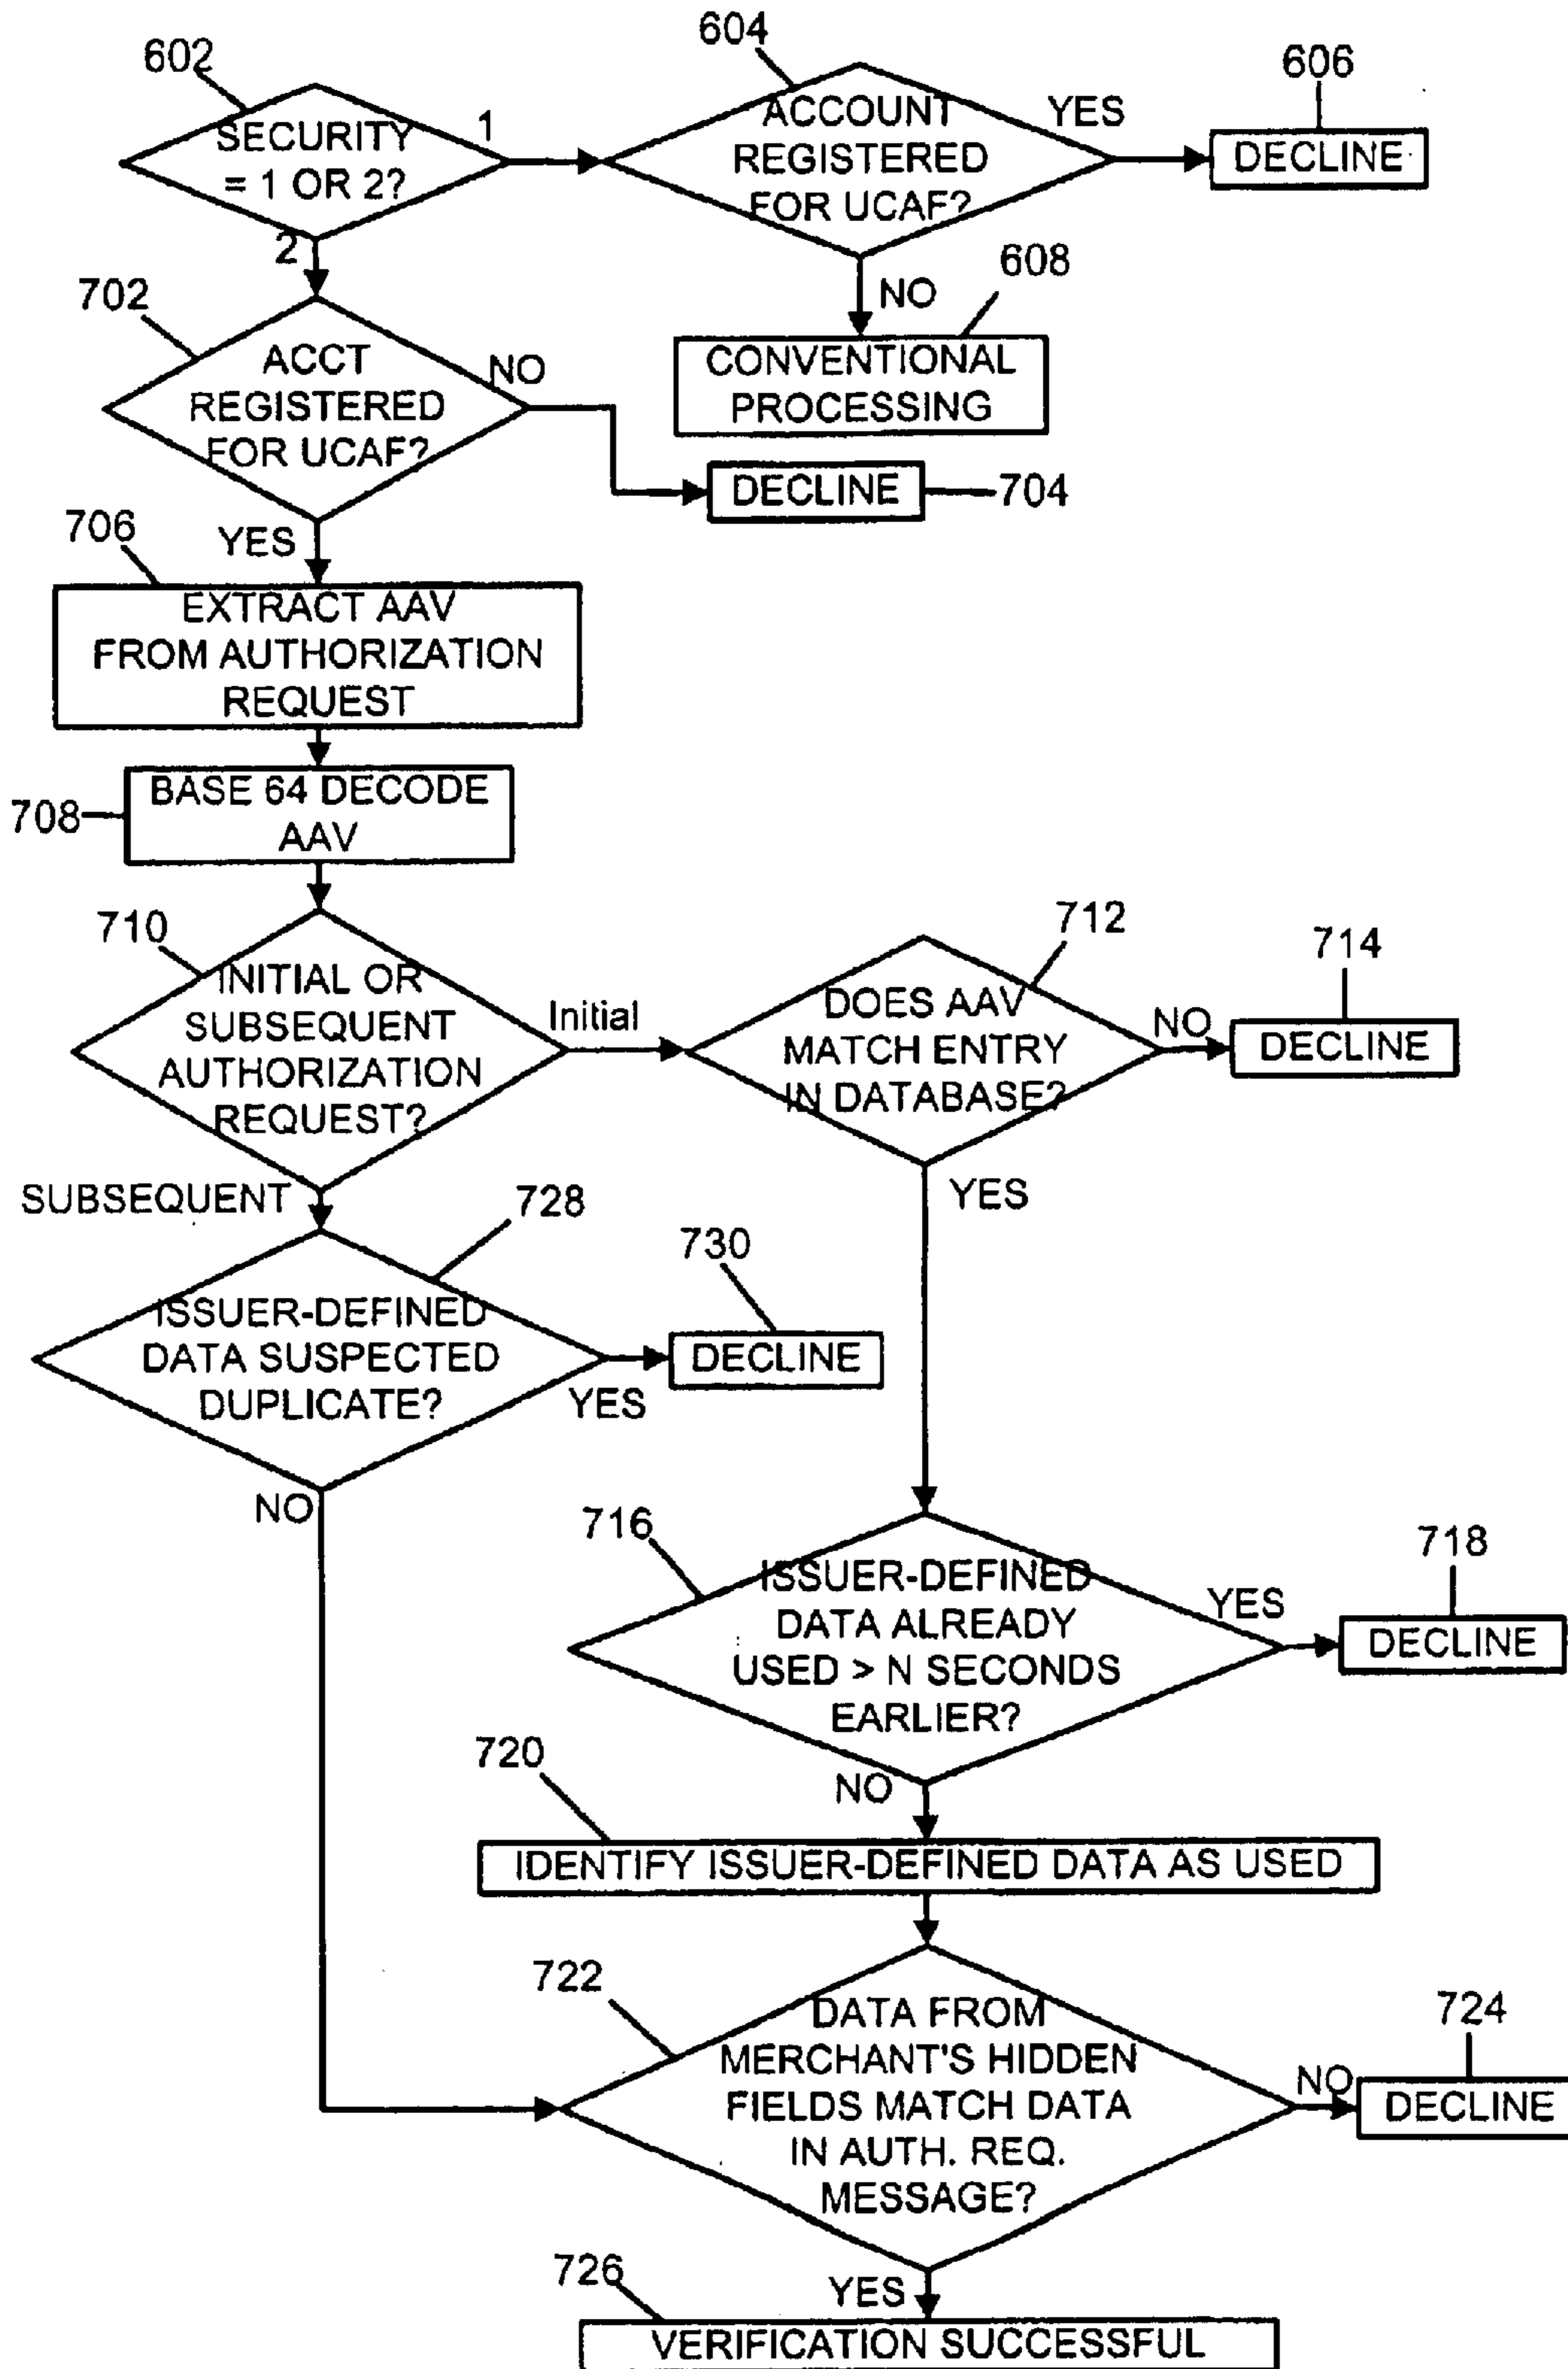 602
SECURITY
= 1 OR 2?
1
2
604
ACCOUNT
REGISTERED
FOR UCAF?
YES
NO
606
DECLINE
608
CONVENTIONAL
PROCESSING
702
ACCT
REGISTERED
FOR UCAF?
NO
YES
DECLINE
704
706
EXTRACT AAV
FROM AUTHORIZATION
REQUEST
708
BASE 64 DECODE
AAV
710
INITIAL OR
SUBSEQUENT
AUTHORIZATION
REQUEST?
Initial
SUBSEQUENT
712
DOES AAV
MATCH ENTRY
IN DATABASE?
NO
YES
714
DECLINE
728
ISSUER-DEFINED
DATA SUSPECTED
DUPLICATE?
YES
NO
730
DECLINE
716
ISSUER-DEFINED
DATA ALREADY
USED > N SECONDS
EARLIER?
YES
NO
718
DECLINE
720
IDENTIFY ISSUER-DEFINED DATA AS USED
722
DATA FROM
MERCHANT'S HIDDEN
FIELDS MATCH DATA
IN AUTH. REQ.
MESSAGE?
NO
YES
724
DECLINE
726
VERIFICATION SUCCESSFUL